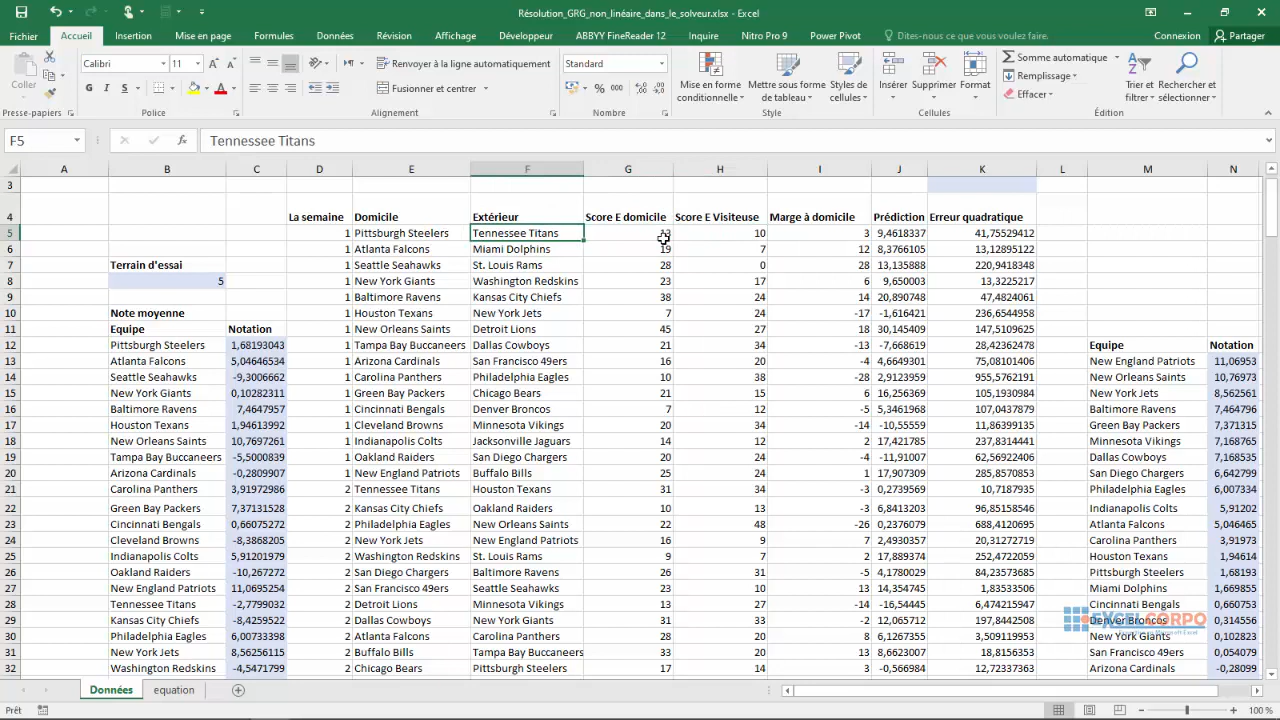 Résolution_GRG_non_linéaire_dans_le_solveur.xlsx - Excel
Fichier Accueil Insertion Mise en page Formules Données Révision Affichage Développeur ABBYY FineReader 12 Inquire Nitro Pro 9 Power Pivot Dites-nous ce que vous voulez faire. Connexion Partager
Calibri 11 Renvoyer à la ligne automatiquement Standard Somme automatique
Coller G I S Fusionner et centrer % 000 Mise en forme conditionnelle Mettre sous forme de tableau Styles de cellules Insérer Supprimer Format Remplissage Effacer Trier et filtrer Rechercher et sélectionner
Presse-papiers Police Alignement Nombre Style Cellules Édition
F5 Tennessee Titans
A B C D E F G H I J K L M N
3
4 La semaine Domicile Extérieur Score E domicile Score E Visiteuse Marge à domicile Prédiction Erreur quadratique
5 1 Pittsburgh Steelers Tennessee Titans 13 10 3 9,4618337 41,75529412
6 1 Atlanta Falcons Miami Dolphins 19 7 12 8,3766105 13,12895122
7 Terrain d'essai 1 Seattle Seahawks St. Louis Rams 28 0 28 13,135888 220,9418348
8 5 1 New York Giants Washington Redskins 23 17 6 9,650003 13,3225217
9 1 Baltimore Ravens Kansas City Chiefs 38 24 14 20,890748 47,4824061
10 Note moyenne 1 Houston Texans New York Jets 7 24 -17 -1,616421 236,6544958
11 Equipe Notation 1 New Orleans Saints Detroit Lions 45 27 18 30,145409 147,5109625
12 Pittsburgh Steelers 1,68193043 1 Tampa Bay Buccaneers Dallas Cowboys 21 34 -13 -7,668619 28,42362478 Equipe Notation
13 Atlanta Falcons 5,04646534 1 Arizona Cardinals San Francisco 49ers 16 20 -4 4,6649301 75,08101406 New England Patriots 11,06953
14 Seattle Seahawks -9,3006662 1 Carolina Panthers Philadelphia Eagles 10 38 -28 2,9123959 955,5762191 New Orleans Saints 10,76973
15 New York Giants 0,10282311 1 Green Bay Packers Chicago Bears 21 15 6 16,256359 105,1930984 New York Jets 8,562561
16 Baltimore Ravens 7,4647957 1 Cincinnati Bengals Denver Broncos 7 12 -5 5,3461968 107,0437879 Baltimore Ravens 7,464796
17 Houston Texans 1,94613992 1 Cleveland Browns Minnesota Vikings 20 34 -14 -10,55559 11,86399135 Green Bay Packers 7,371315
18 New Orleans Saints 10,7697261 1 Indianapolis Colts Jacksonville Jaguars 14 12 2 17,421785 237,8314441 Minnesota Vikings 7,168765
19 Tampa Bay Buccaneers -5,5000839 1 Oakland Raiders San Diego Chargers 20 24 -4 -11,91007 62,56922406 Dallas Cowboys 7,168535
20 Arizona Cardinals -0,2809907 1 New England Patriots Buffalo Bills 25 24 1 17,907309 285,8570853 San Diego Chargers 6,642799
21 Carolina Panthers 3,91972986 2 Tennesse Titans Houston Texans 31 34 -3 0,2739679 10,7187935 Philadelphia Eagles 6,007334
22 Green Bay Packers 7,37131528 2 Kansas City Chiefs Oakland Raiders 10 13 -3 6,8413203 96,85158546 Indianapolis Colts 5,91202
23 Cincinnati Bengals 0,66075272 2 Philadelphia Eagles New Orleans Saints 22 48 -26 0,2376079 688,4120695 Atlanta Falcons 5,046465
24 Cleveland Browns -8,3868205 2 New York Jets New England Patriots 16 9 7 2,4930357 20,31272719 Carolina Panthers 3,91973
25 Indianapolis Colts 5,91201979 2 Washington Redskins St. Louis Rams 9 7 2 17,889374 252,4722059 Houston Texans 1,94614
26 Oakland Raiders -10,267272 2 San Diego Chargers Baltimore Ravens 26 31 -5 4,1780029 84,23573685 Pittsburgh Steelers 1,68193
27 New England Patriots 11,0695254 2 San Francisco 49ers Seattle Seahawks 23 10 13 14,354745 1,83533506 Miami Dolphins 1,669855
28 Tennessee Titans -2,7799032 2 Detroit Lions Minnesota Vikings 13 27 -14 -16,54445 6,474215947 Cincinnati Bengals 0,660753
29 Kansas City Chiefs -8,4259522 2 Dallas Cowboys New York Giants 31 33 -2 12,065712 197,8442508 Denver Broncos 0,314556
30 Philadelphia Eagles 6,00733398 2 Atlanta Falcons Carolina Panthers 28 20 8 6,1267355 3,509119953 New York Giants 0,102823
31 New York Jets 8,56256115 2 Buffalo Bills Tampa Bay Buccaneers 33 20 13 8,6623007 18,8156353 San Francisco 49ers 0,054079
32 Washington Redskins -4,5471799 2 Chicago Bears Pittsburgh Steelers 17 14 3 -0,566984 12,72337363 Arizona Cardinals -0,28099
EXCEL CORPO
Données equation
Prêt 100 %